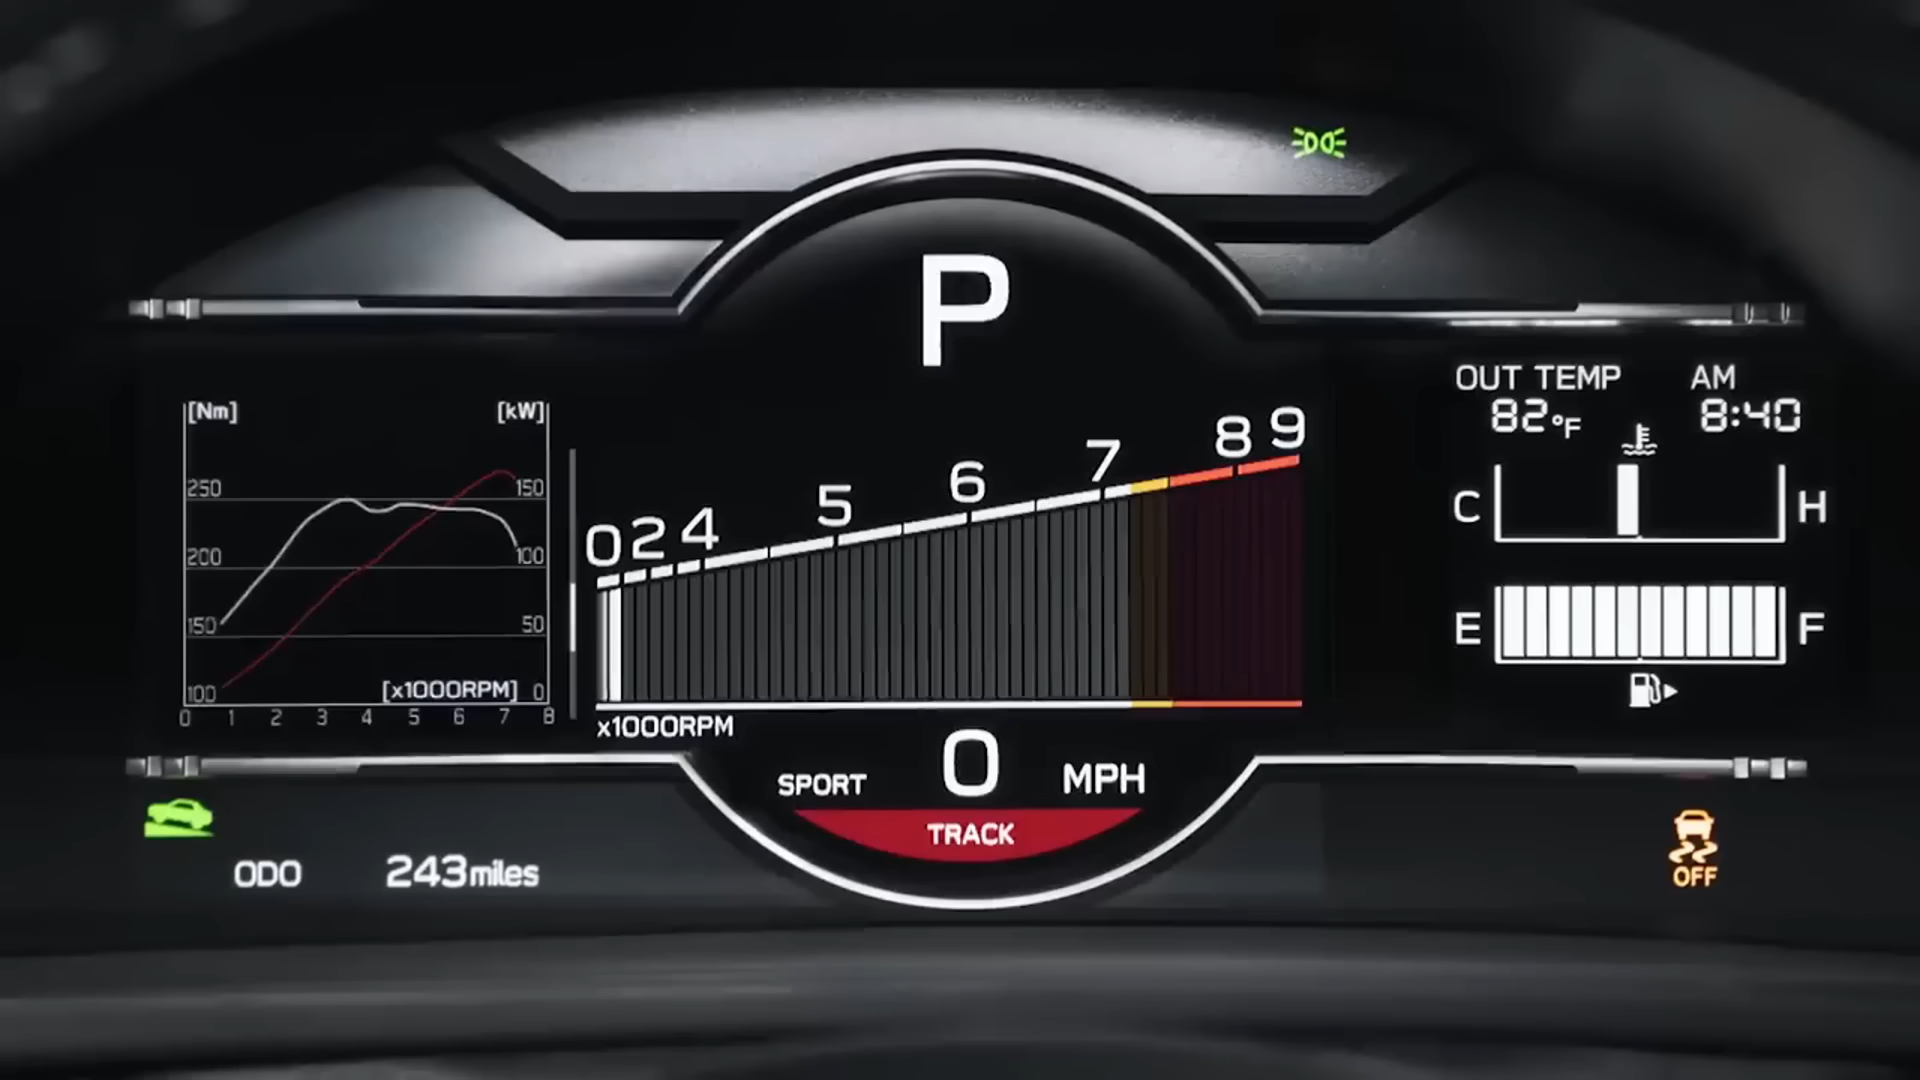 P
[Nm] [kW]
250 150
200 100
150 50
100 [x1000RPM] 0
0 1 2 3 4 5 6 7 8
0 2 4 5 6 7 8 9
x1000RPM
OUT TEMP AM
82°F 8:40
C H
E F
0
SPORT MPH
TRACK
ODO 243miles
OFF